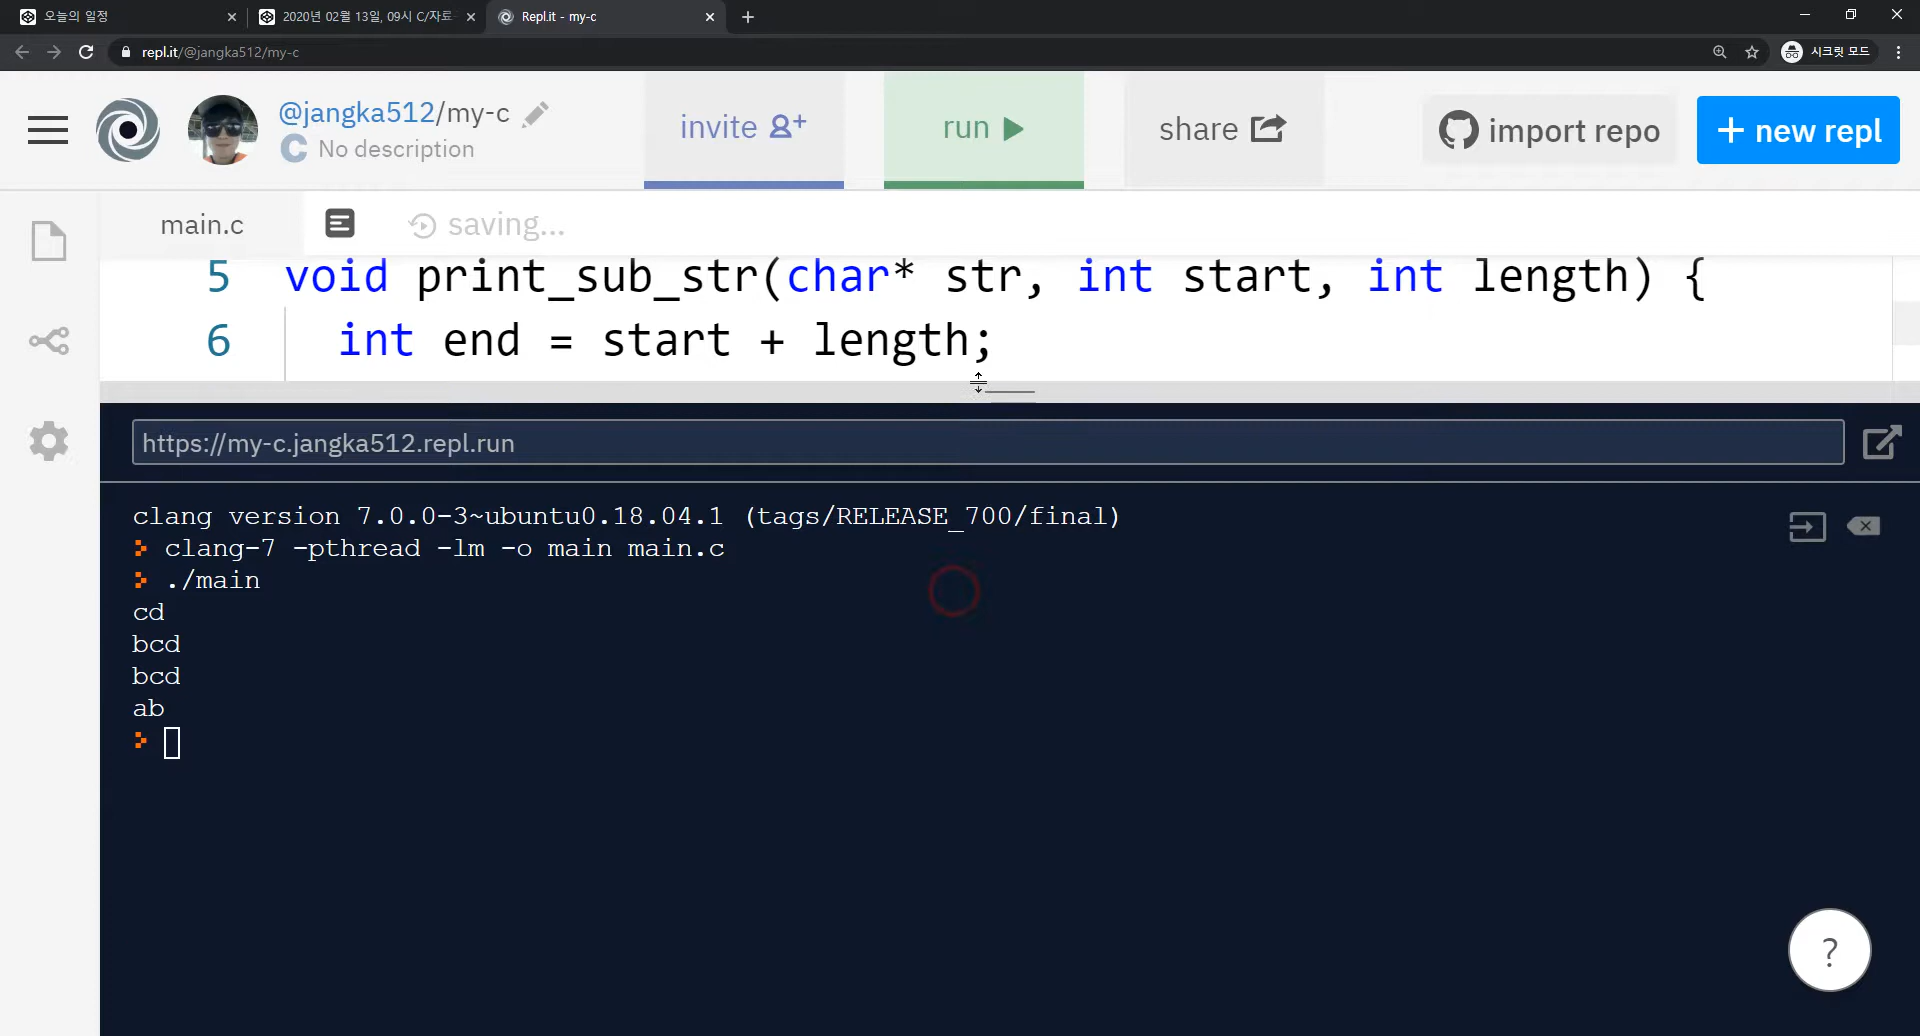 오늘의 일정
2020년 02월 13일, 09시 C/자료
Repl.it - my-c
repl.it/@jangka512/my-c
시크릿 모드
@jangka512/my-c
C No description
invite
run
share
import repo
+ new repl
main.c
saving...
5 void print_sub_str(char* str, int start, int length) {
6 int end = start + length;
https://my-c.jangka512.repl.run
clang version 7.0.0-3~ubuntu0.18.04.1 (tags/RELEASE_700/final)
> clang-7 -pthread -lm -o main main.c
> ./main
cd
bcd
bcd
ab
>
?